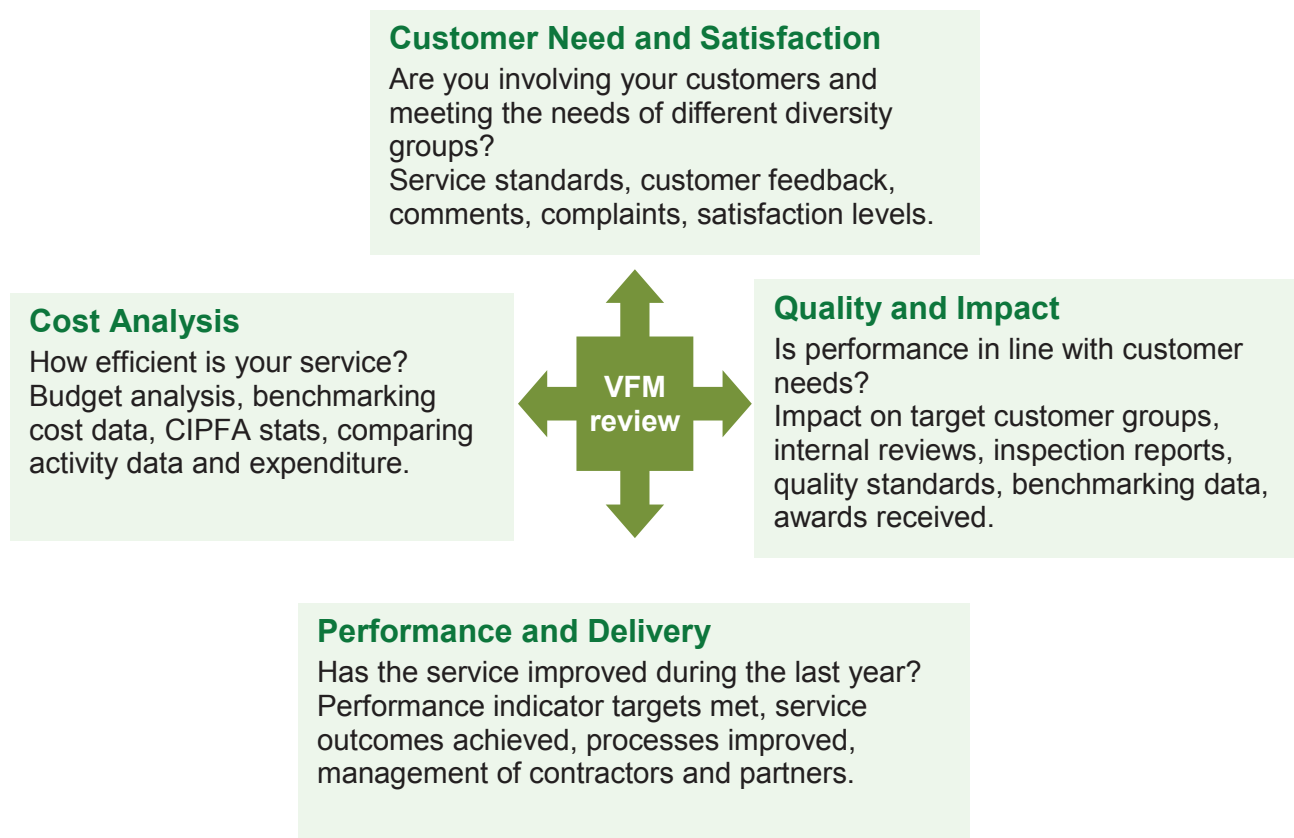 Customer Need and Satisfaction
Are you involving your customers and
meeting the needs of different diversity
groups?
Service standards, customer feedback,
comments, complaints, satisfaction levels.
Cost Analysis
How efficient is your service?
Budget analysis, benchmarking
cost data, CIPFA stats, comparing
activity data and expenditure.
VFM
review
Quality and Impact
Is performance in line with customer
needs?
Impact on target customer groups,
internal reviews, inspection reports,
quality standards, benchmarking data,
awards received.
Performance and Delivery
Has the service improved during the last year?
Performance indicator targets met, service
outcomes achieved, processes improved,
management of contractors and partners.